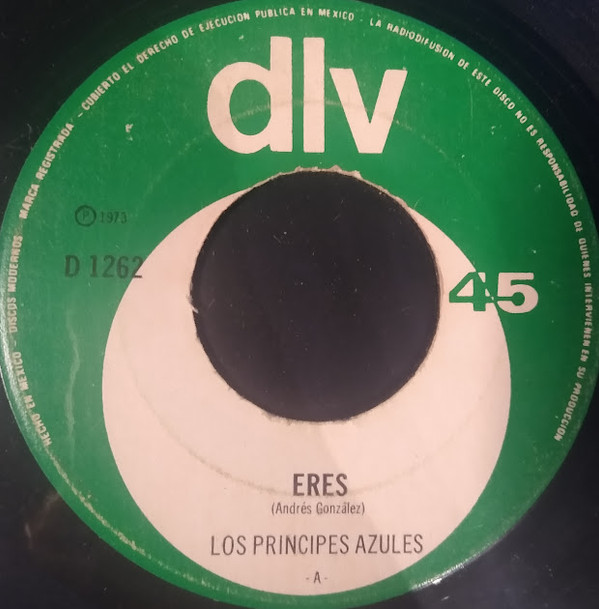 HECHO EN MEXICO - DISCOS MODERNOS - MARCA REGISTRADA - CUBIERTO EL DERECHO DE EJECUCION PUBLICA EN MEXICO - LA RADIODIFUSION DE ESTE DISCO NO ES RESPONSABILIDAD DE QUIENES INTERVIENEN EN SU PRODUCCION
dlv
Ⓟ 1973
D 1262
45
ERES
(Andrés González)
LOS PRINCIPES AZULES
- A -